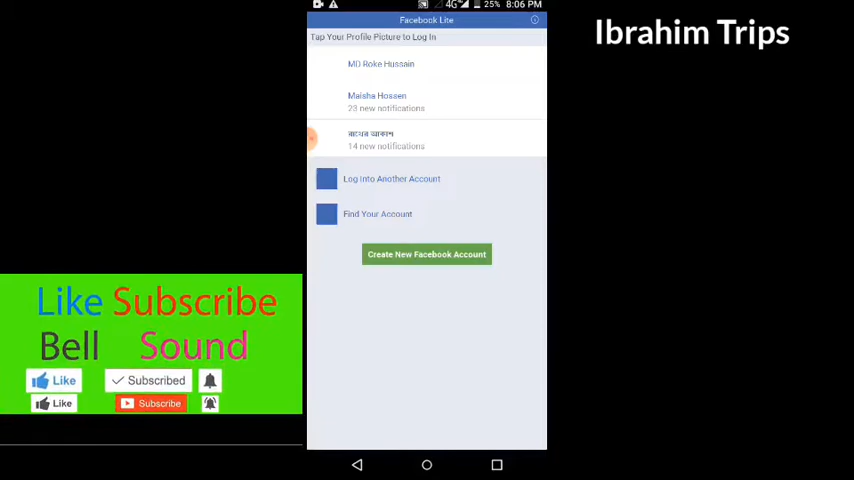 4G 25% 8:06 PM
Facebook Lite
Tap Your Profile Picture to Log In
MD Roke Hussain
Maisha Hossen
23 new notifications
রাতের আকাশ
14 new notifications
Log Into Another Account
Find Your Account
Create New Facebook Account
Ibrahim Trips
Like Subscribe
Bell Sound
Like Subscribed
Like Subscribe